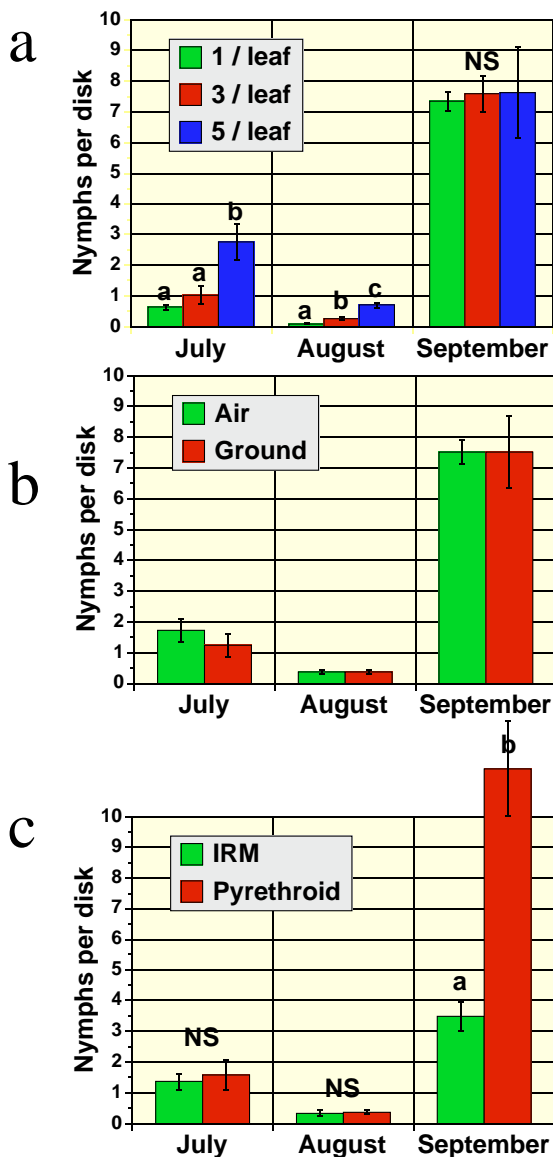 a
Nymphs per disk
10
9
8
7
6
5
4
3
2
1
0
1 / leaf
3 / leaf
5 / leaf
a a b
a b c
NS
July August September
b
Nymphs per disk
10
9
8
7
6
5
4
3
2
1
0
Air
Ground
July August September
c
Nymphs per disk
10
9
8
7
6
5
4
3
2
1
0
IRM
Pyrethroid
NS
NS
a
b
July August September